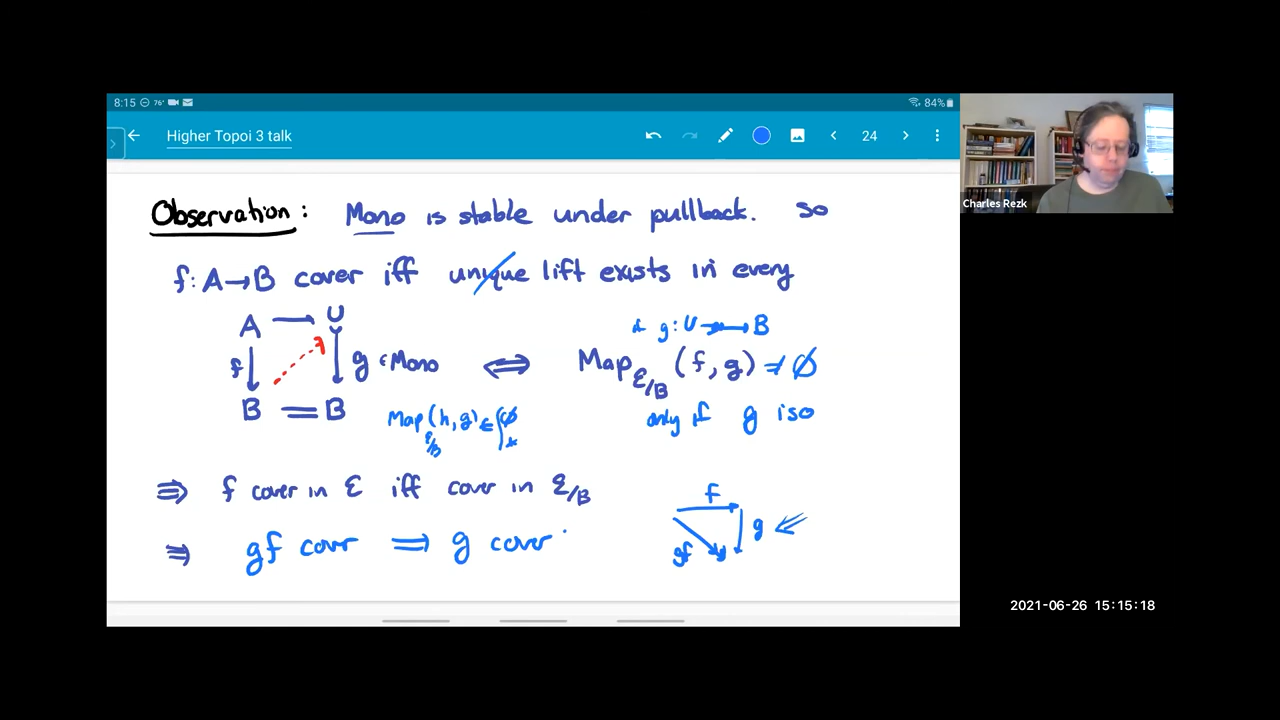 8:15 76° 84%
Higher Topoi 3 talk
24
Charles Rezk
Observation: Mono is stable under pullback. So
f: A → B cover iff unique lift exists in every
A → U
f g ∈ Mono ⇔ Map_{ℰ/B} (f, g) ≠ ∅
g: U ↣ B
B = B
Map_{ℰ/B} (h, g) ∈ { ∅ *
only if g iso
⇒ f cover in ℰ iff cover in ℰ/B
⇒ gf cover ⇒ g cover
f
g ⇐
gf
2021-06-26 15:15:18